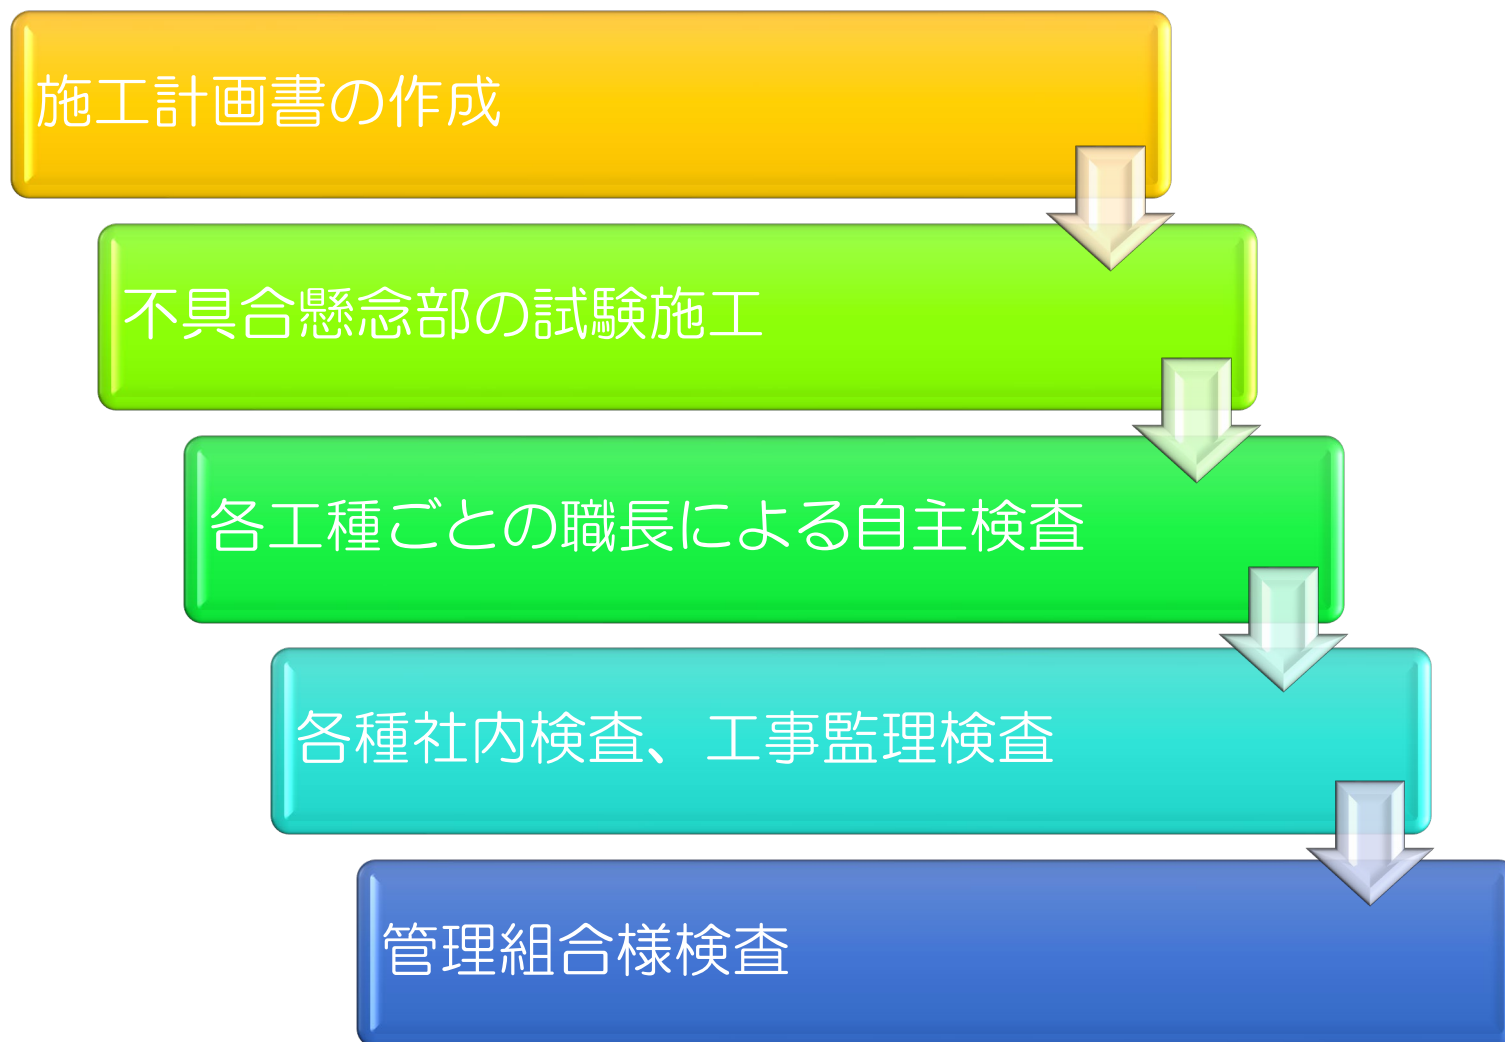 施工計画書の作成
不具合懸念部の試験施工
各工種ごとの職長による自主検査
各種社内検査、工事監理検査
管理組合様検査